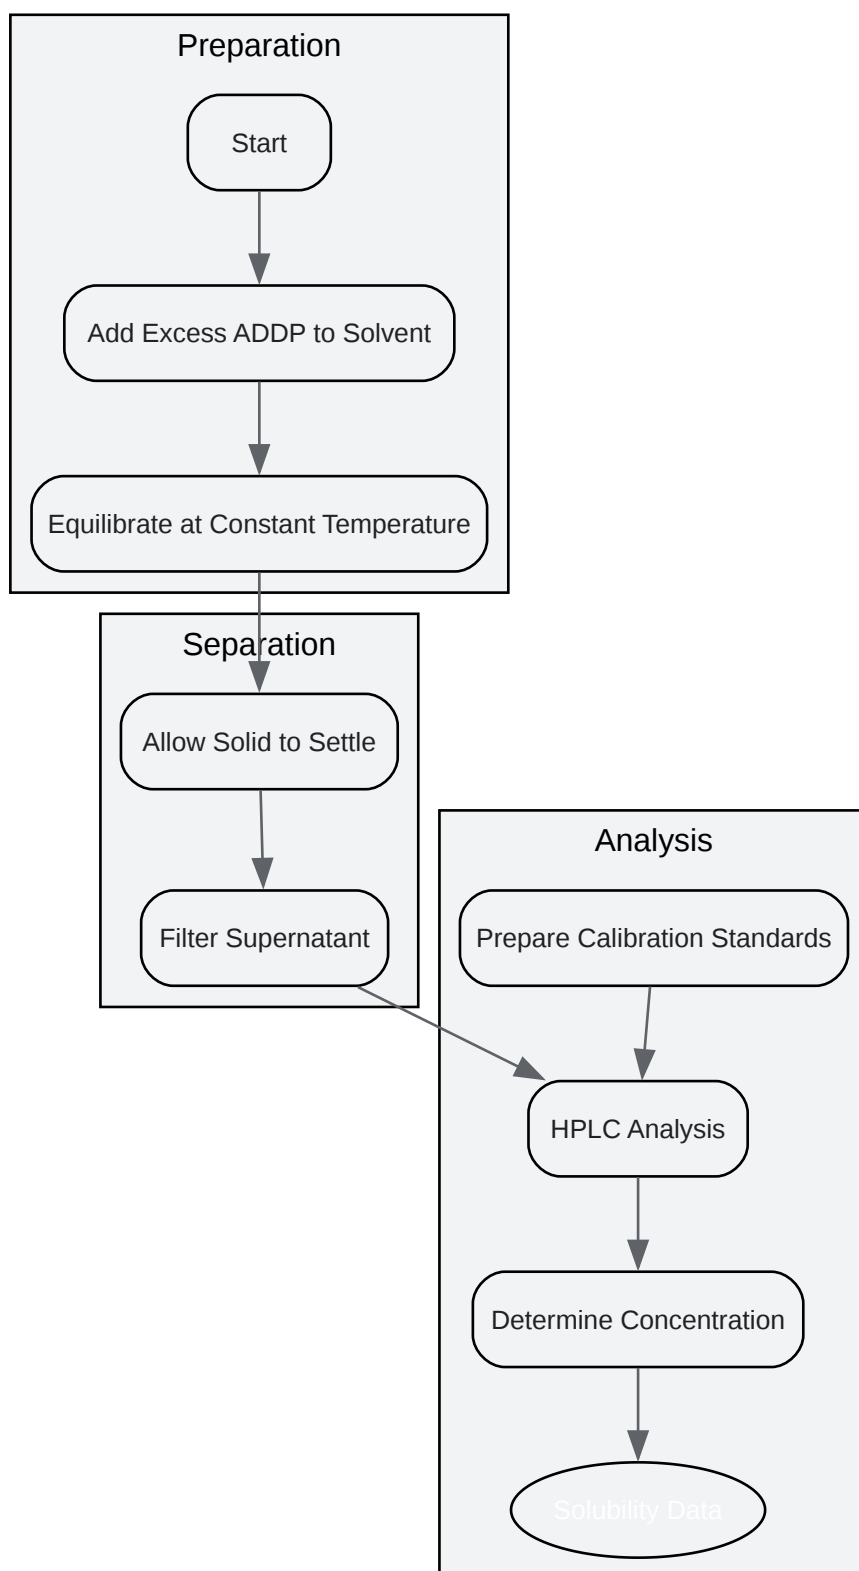 Preparation
Start
Add Excess ADDP to Solvent
Equilibrate at Constant Temperature
Separation
Allow Solid to Settle
Filter Supernatant
Analysis
Prepare Calibration Standards
HPLC Analysis
Determine Concentration
Solubility Data